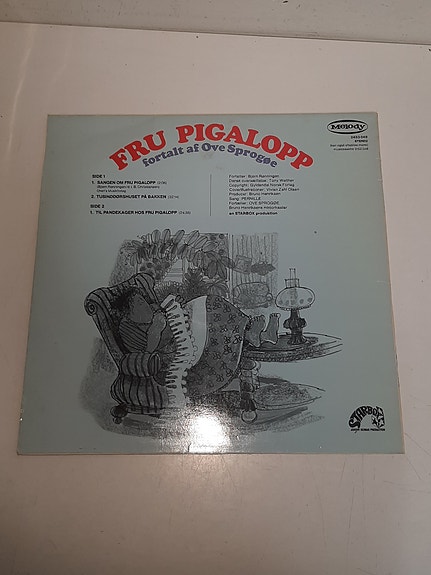 FRU PIGALOPP
fortalt af Ove Sprogøe
Melody
STEREO
SIDE 1
1. SANGEN OM FRU PIGALOPP
2. TUSINDDØRSHUSET PÅ BAKKEN
SIDE 2
1. TIL PANDEKAGER HOS FRU PIGALOPP
Forfatter: Bjørn Rønningen
Dansk oversættelse: Tony Walther
Copyright: Gyldendal Norsk Forlag
Producer: Bruno Henriksen
Sang: PERNILLE
Fortæller: OVE SPROGØE
Bruno Henriksens
en STARBOX produktion
STARBOX